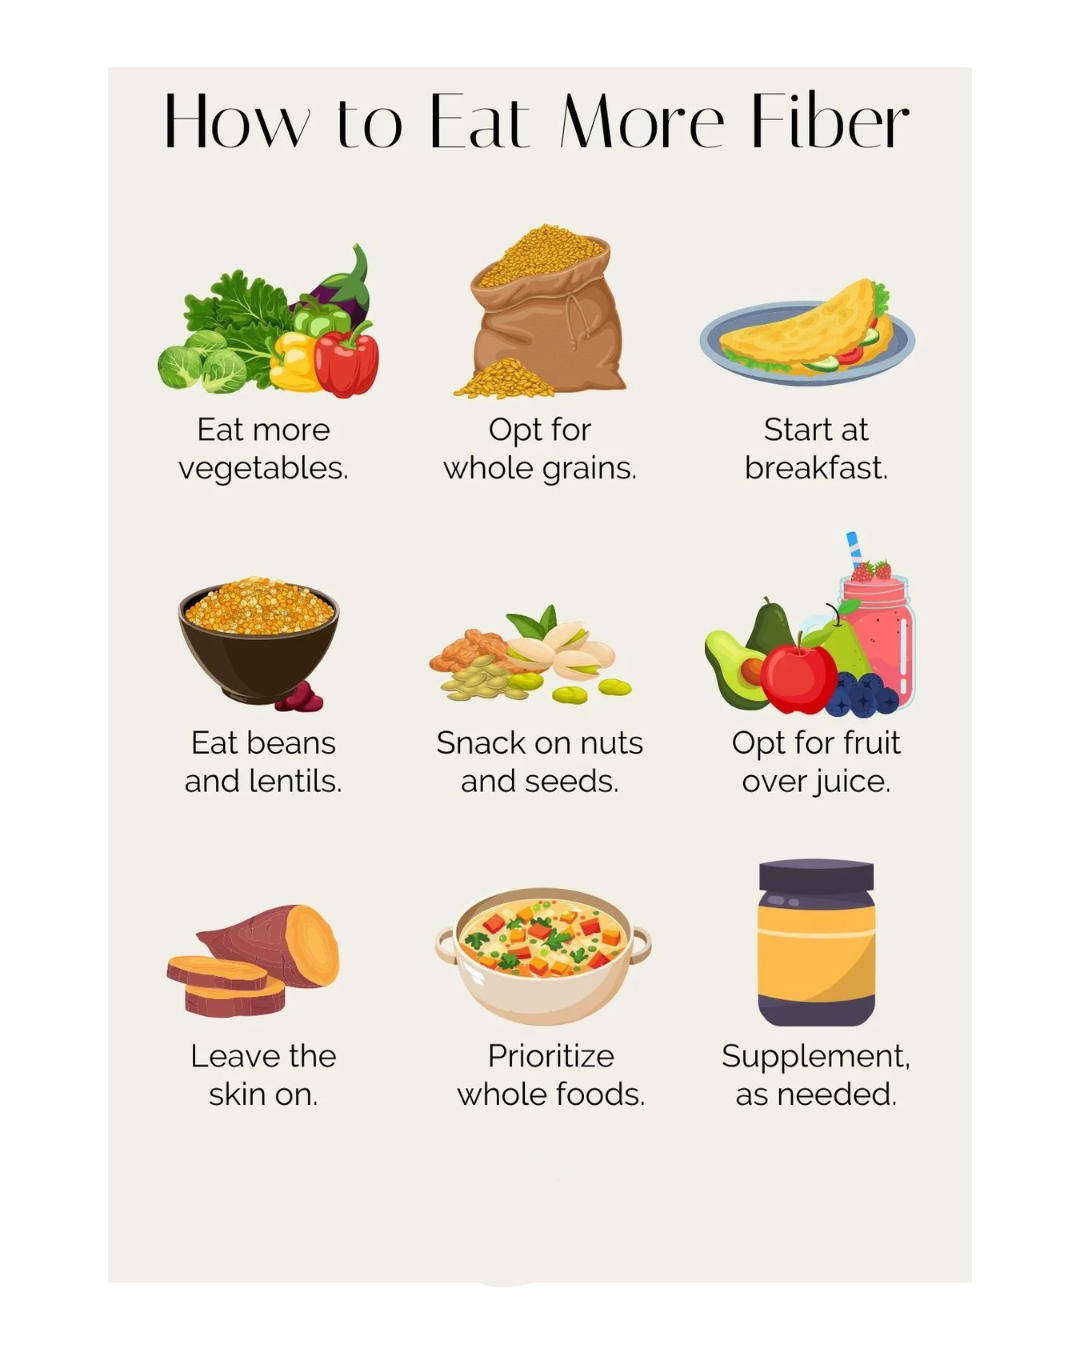 How to Eat More Fiber
Eat more
vegetables.
Opt for
whole grains.
Start at
breakfast.
Eat beans
and lentils.
Snack on nuts
and seeds.
Opt for fruit
over juice.
Leave the
skin on.
Prioritize
whole foods.
Supplement,
as needed.